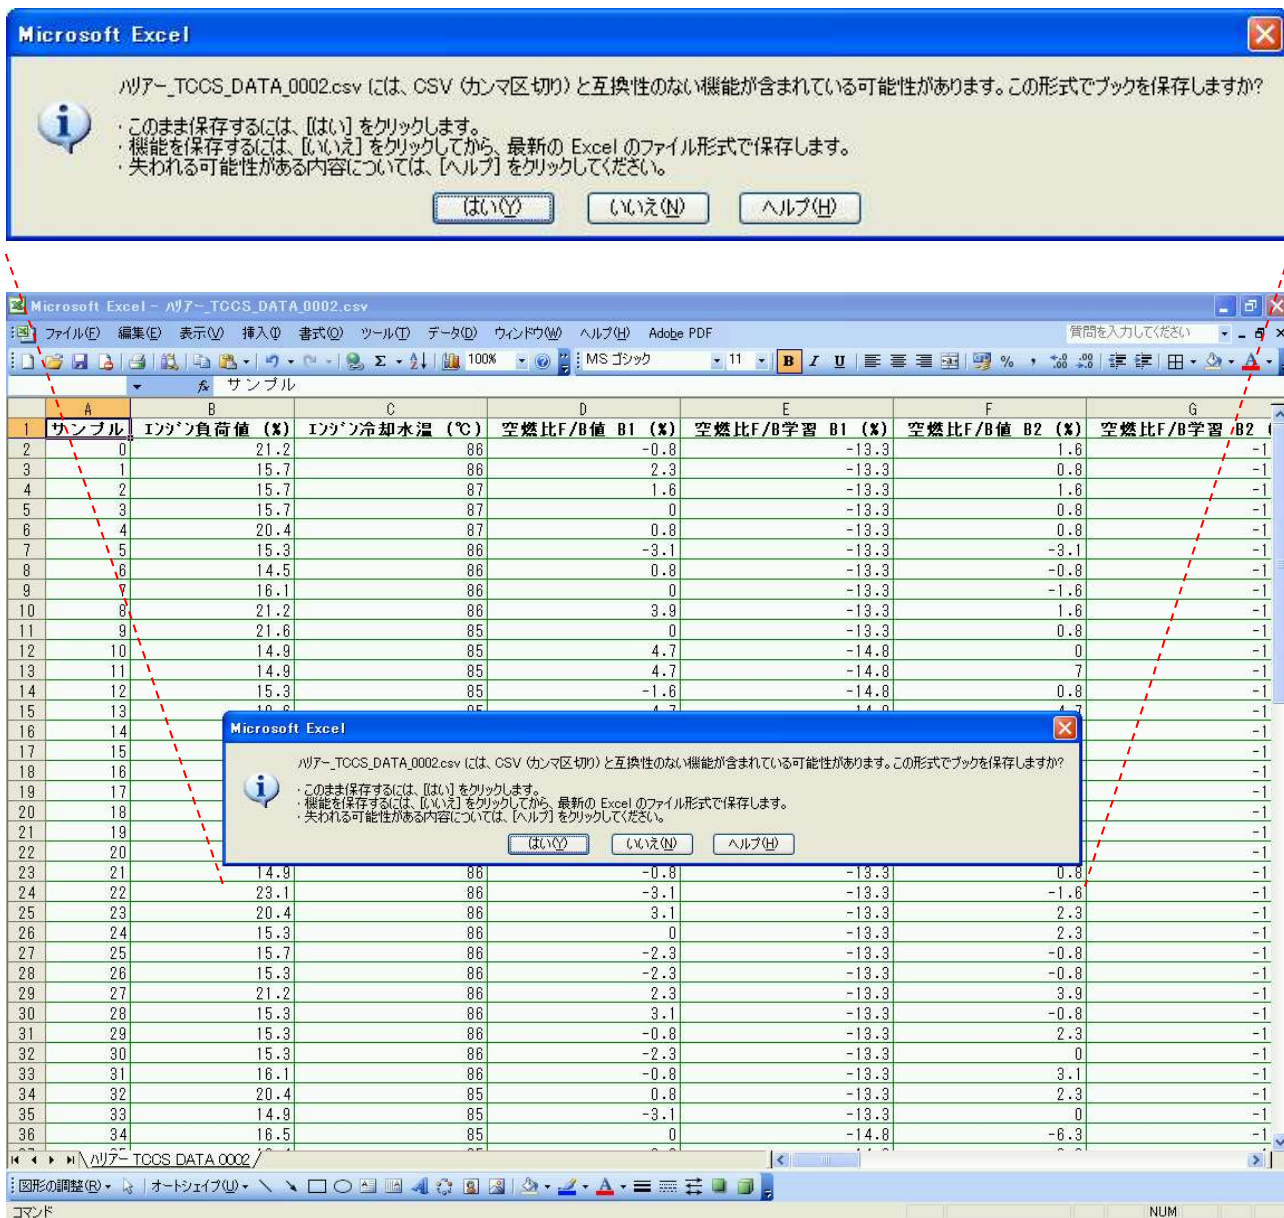 Microsoft Excel
ﾊﾘｱｰ_TCCS_DATA_0002.csv には、CSV (カンマ区切り) と互換性のない機能が含まれている可能性があります。この形式でブックを保存しますか?
・このまま保存するには、[はい] をクリックします。
・機能を保存するには、[いいえ] をクリックしてから、最新の Excel のファイル形式で保存します。
・失われる可能性がある内容については、[ヘルプ] をクリックしてください。
はい(Y) いいえ(N) ヘルプ(H)
Microsoft Excel - ﾊﾘｱｰ_TCCS_DATA_0002.csv
ファイル(F) 編集(E) 表示(V) 挿入(I) 書式(O) ツール(T) データ(D) ウィンドウ(W) ヘルプ(H) Adobe PDF 質問を入力してください
100% MS ゴシック 11 B I U
fx サンプル
A B C D E F G
1 サンプル ｴﾝｼﾞﾝ負荷値 (%) ｴﾝｼﾞﾝ冷却水温 (℃) 空燃比F/B値 B1 (%) 空燃比F/B学習 B1 (%) 空燃比F/B値 B2 (%) 空燃比F/B学習 B2 (
2 0 21.2 86 -0.8 -13.3 1.6 -1
3 1 15.7 86 2.3 -13.3 0.8 -1
4 2 15.7 87 1.6 -13.3 1.6 -1
5 3 15.7 87 0 -13.3 0.8 -1
6 4 20.4 87 0.8 -13.3 0.8 -1
7 5 15.3 86 -3.1 -13.3 -3.1 -1
8 6 14.5 86 0.8 -13.3 -0.8 -1
9 7 16.1 86 0 -13.3 -1.6 -1
10 8 21.2 86 3.9 -13.3 1.6 -1
11 9 21.6 85 0 -13.3 0.8 -1
12 10 14.9 85 4.7 -14.8 0 -1
13 11 14.9 85 4.7 -14.8 7 -1
14 12 15.3 85 -1.6 -14.8 0.8 -1
15 13 -1
16 14 -1
17 15 -1
18 16 -1
19 17 -1
20 18 -1
21 19 -1
22 20 -1
Microsoft Excel
ﾊﾘｱｰ_TCCS_DATA_0002.csv には、CSV (カンマ区切り) と互換性のない機能が含まれている可能性があります。この形式でブックを保存しますか?
・このまま保存するには、[はい] をクリックします。
・機能を保存するには、[いいえ] をクリックしてから、最新の Excel のファイル形式で保存します。
・失われる可能性がある内容については、[ヘルプ] をクリックしてください。
はい(Y) いいえ(N) ヘルプ(H)
23 21 14.9 86 -0.8 -13.3 0.8 -1
24 22 23.1 86 -3.1 -13.3 -1.6 -1
25 23 20.4 86 3.1 -13.3 2.3 -1
26 24 15.3 86 0 -13.3 2.3 -1
27 25 15.7 86 -2.3 -13.3 -0.8 -1
28 26 15.3 86 -2.3 -13.3 -0.8 -1
29 27 21.2 86 2.3 -13.3 3.9 -1
30 28 15.3 86 3.1 -13.3 -0.8 -1
31 29 15.3 86 -0.8 -13.3 2.3 -1
32 30 15.3 86 -2.3 -13.3 0 -1
33 31 16.1 86 -0.8 -13.3 3.1 -1
34 32 20.4 85 0.8 -13.3 2.3 -1
35 33 14.9 85 -3.1 -13.3 0 -1
36 34 16.5 85 0 -14.8 -6.3 -1
ﾊﾘｱｰ_TCCS_DATA_0002
図形の調整(R) オートシェイプ(U)
コマンド NUM